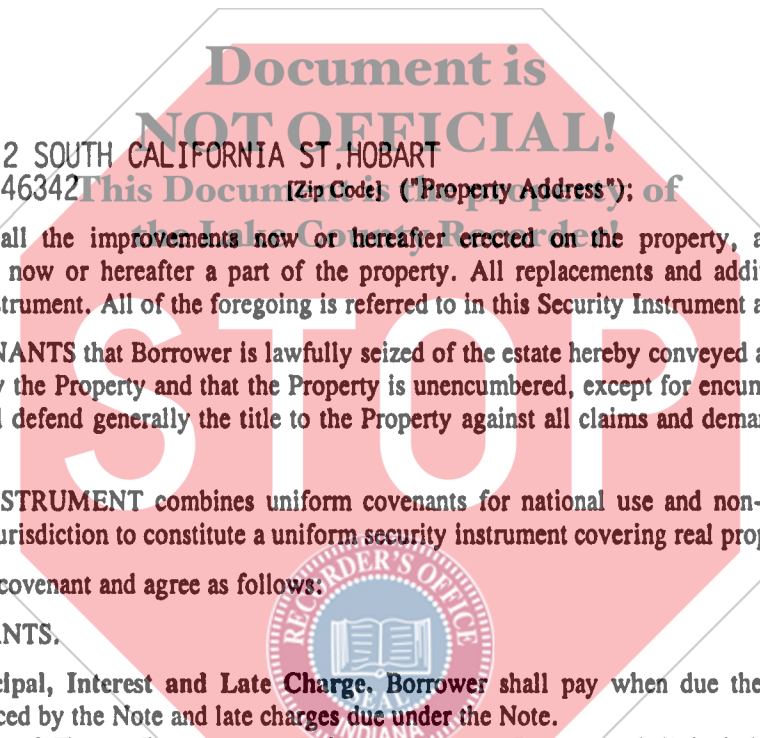 Document is
NOT OFFICIAL!
2 SOUTH CALIFORNIA ST.HOBART
46342 [Zip Code] ("Property Address");
This Document is the property of
the Lake County Recorder!
all the improvements now or hereafter erected on the property, a
now or hereafter a part of the property. All replacements and addi
strument. All of the foregoing is referred to in this Security Instrument a
NANTS that Borrower is lawfully seized of the estate hereby conveyed a
y the Property and that the Property is unencumbered, except for encum
l defend generally the title to the Property against all claims and dema
STOP
STRUMENT combines uniform covenants for national use and non-
urisdiction to constitute a uniform security instrument covering real prop
covenant and agree as follows:
ANTS.
cipal, Interest and Late Charge. Borrower shall pay when due the
ced by the Note and late charges due under the Note.
RECORDER'S OFFICE
SEAL
INDIANA